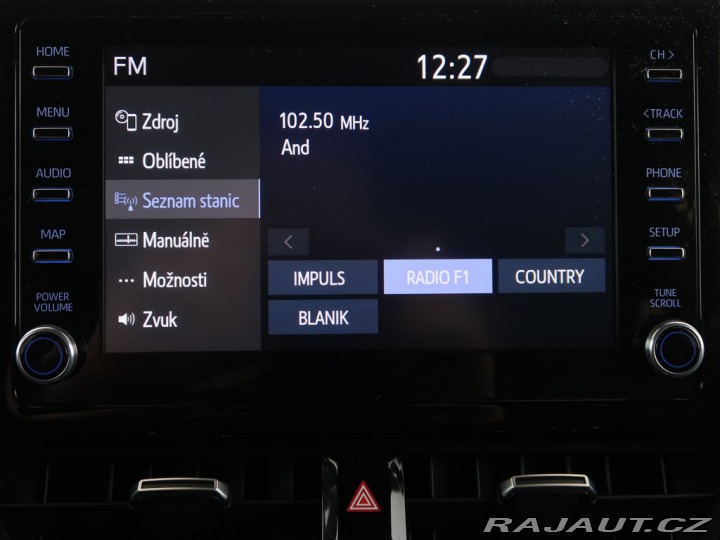 HOME
MENU
AUDIO
MAP
POWER
VOLUME
FM
12:27
Zdroj
Oblíbené
Seznam stanic
Manuálně
Možnosti
Zvuk
102.50 MHz
And
<
>
IMPULS
RADIO F1
COUNTRY
BLANIK
CH >
<TRACK
PHONE
SETUP
TUNE
SCROLL
RAJAUT.CZ